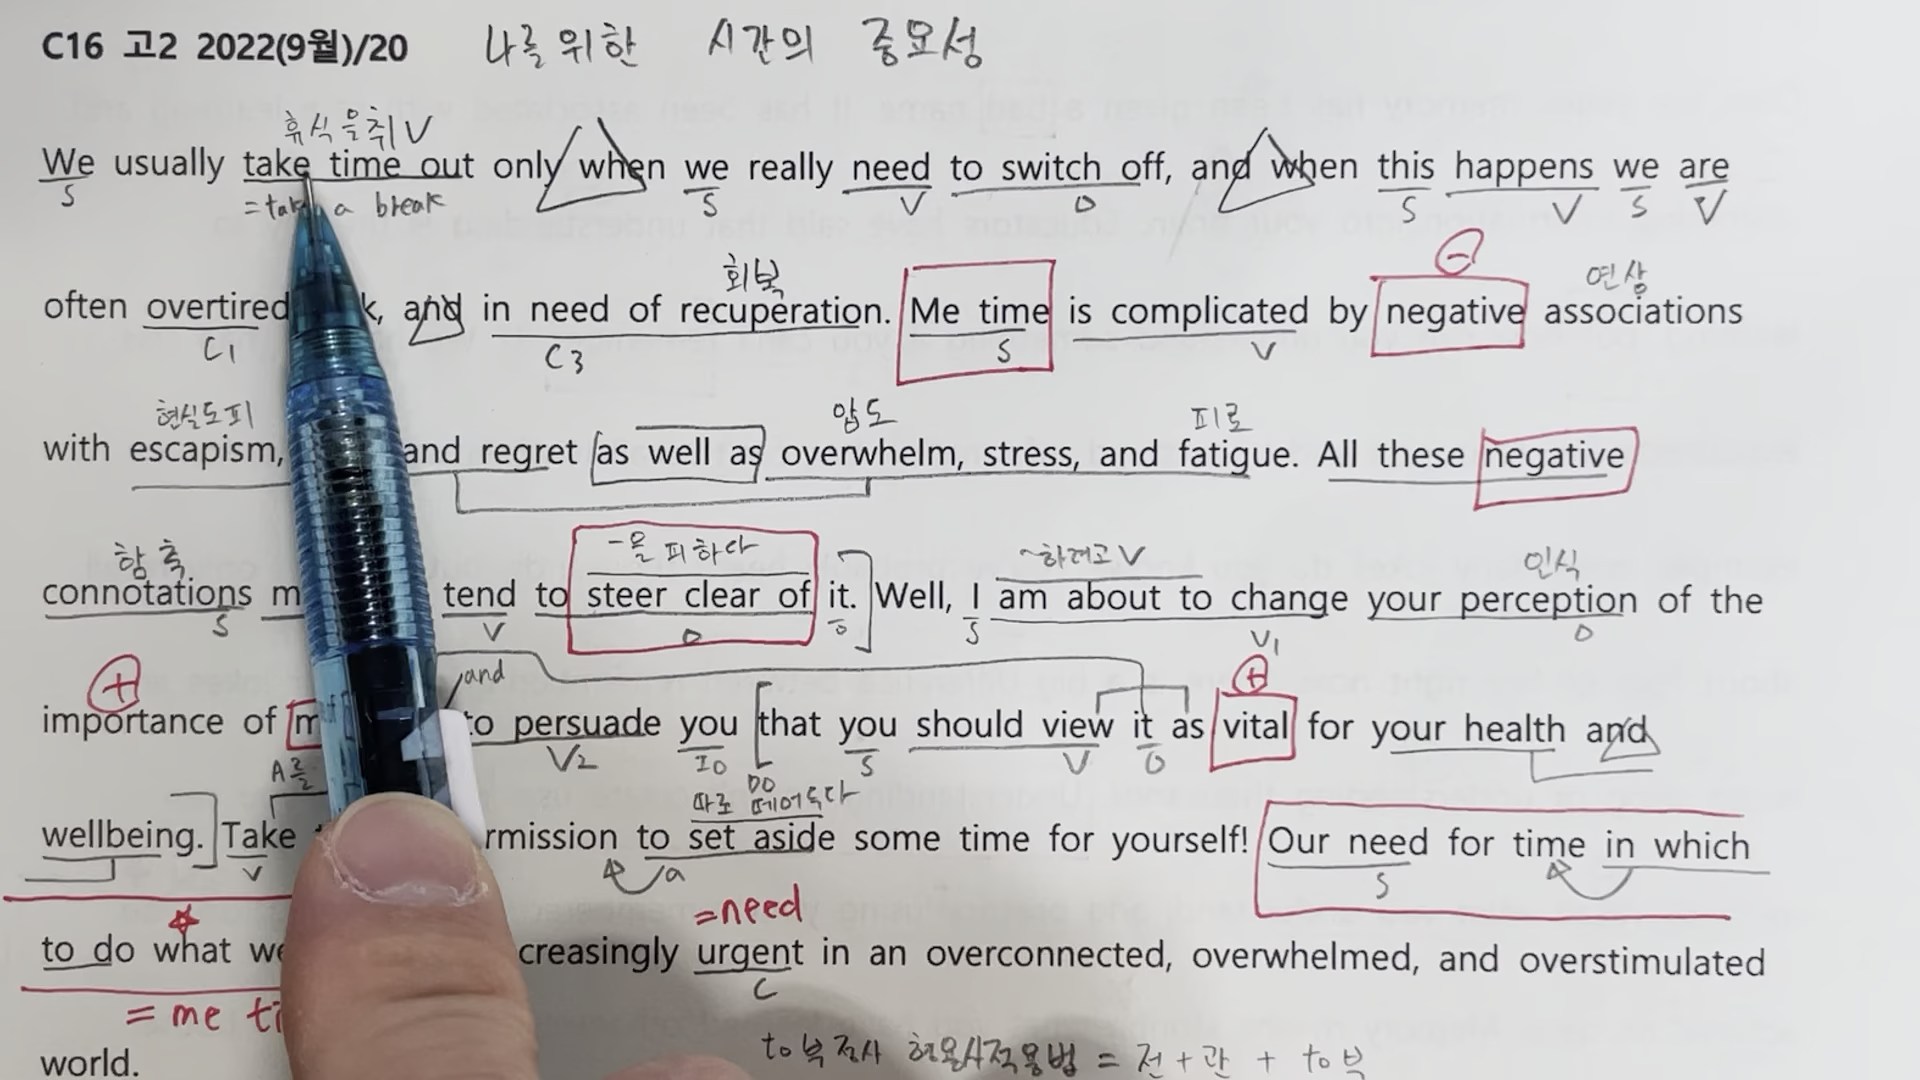 C16 고2 2022(9월)/20 나를 위한 시간의 중요성
휴식을 취 V
We usually take time out only when we really need to switch off, and when this happens we are
S = take a break S V O S V S V
회복 - 연상
often overtired k, and in need of recuperation. Me time is complicated by negative associations
C1 C3 S V
현실도피 압도 피로
with escapism, and regret as well as overwhelm, stress, and fatigue. All these negative
함축 -을 피하다 ~하려고 V 인식
connotations m tend to steer clear of it. Well, I am about to change your perception of the
S V O O S V1 O
+ and +
importance of m to persuade you that you should view it as vital for your health and
V2 IO DO S V O
A를 따로 떼어두다
wellbeing. Take rmission to set aside some time for yourself! Our need for time in which
V a S
=need
to do what we creasingly urgent in an overconnected, overwhelmed, and overstimulated
C
= me ti
world.
to부정사 형용사적용법 = 전+관+to부